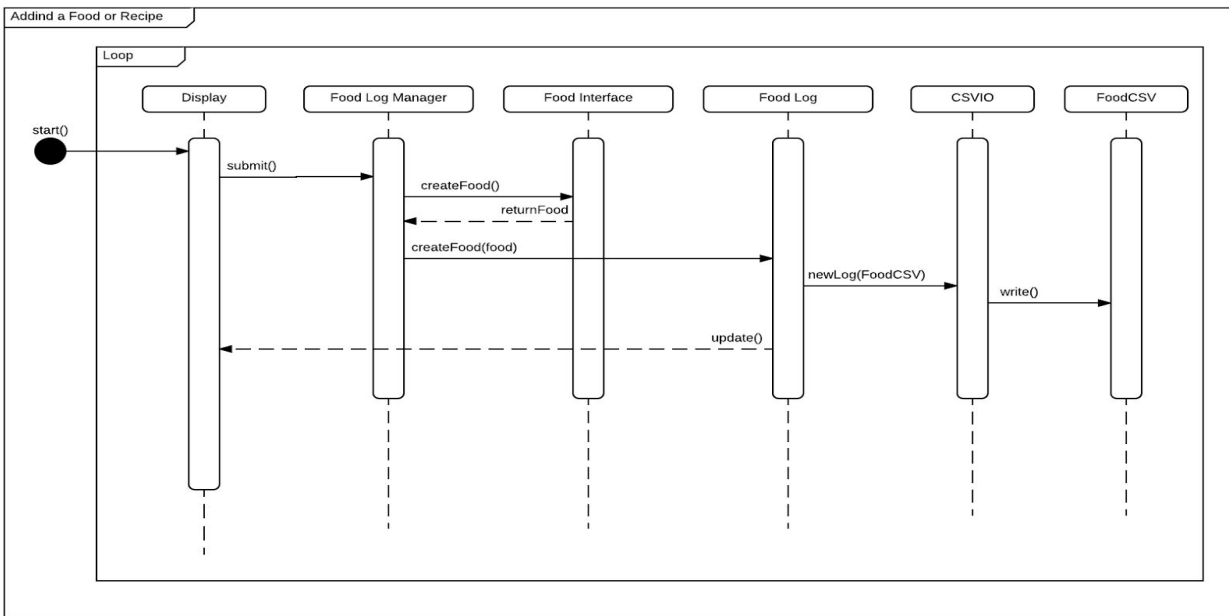 Addind a Food or Recipe
Loop
Display
Food Log Manager
Food Interface
Food Log
CSVIO
FoodCSV
start()
submit()
createFood()
returnFood
createFood(food)
newLog(FoodCSV)
write()
update()